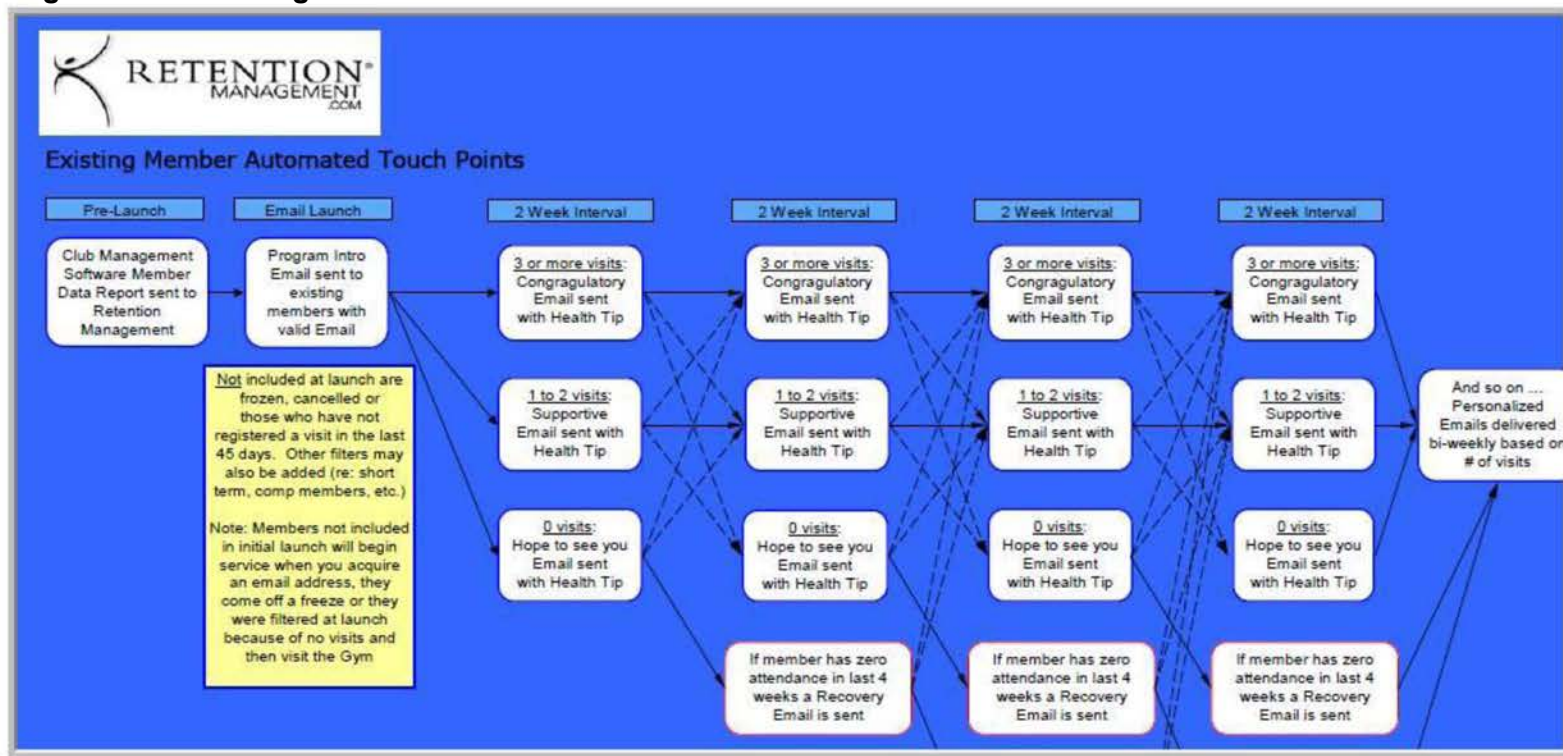 RETENTION®
MANAGEMENT
.COM
Existing Member Automated Touch Points
Pre-Launch
Email Launch
2 Week Interval
2 Week Interval
2 Week Interval
2 Week Interval
Club Management
Software Member
Data Report sent to
Retention
Management
Program Intro
Email sent to
existing
members with
valid Email
3 or more visits:
Congragulatory
Email sent
with Health Tip
3 or more visits:
Congragulatory
Email sent
with Health Tip
3 or more visits:
Congragulatory
Email sent
with Health Tip
3 or more visits:
Congragulatory
Email sent
with Health Tip
Not included at launch are
frozen, cancelled or
those who have not
registered a visit in the last
45 days. Other filters may
also be added (re: short
term, comp members, etc.)
Note: Members not included
in initial launch will begin
service when you acquire
an email address, they
come off a freeze or they
were filtered at launch
because of no visits and
then visit the Gym
1 to 2 visits:
Supportive
Email sent with
Health Tip
1 to 2 visits:
Supportive
Email sent with
Health Tip
1 to 2 visits:
Supportive
Email sent with
Health Tip
1 to 2 visits:
Supportive
Email sent with
Health Tip
And so on ...
Personalized
Emails delivered
bi-weekly based on
# of visits
0 visits:
Hope to see you
Email sent
with Health Tip
0 visits:
Hope to see you
Email sent
with Health Tip
0 visits:
Hope to see you
Email sent
with Health Tip
0 visits:
Hope to see you
Email sent
with Health Tip
If member has zero
attendance in last 4
weeks a Recovery
Email is sent
If member has zero
attendance in last 4
weeks a Recovery
Email is sent
If member has zero
attendance in last 4
weeks a Recovery
Email is sent